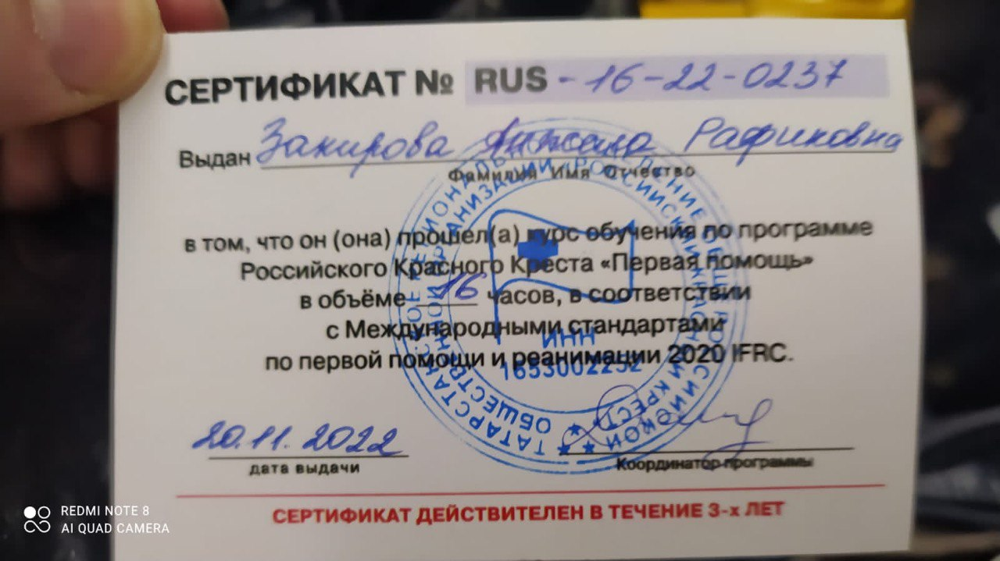 СЕРТИФИКАТ № RUS - 16-22-0237
Выдан Закирова Анжела Рафиковна
Фамилия Имя Отчество
в том, что он (она) прошел(а) курс обучения по программе
Российского Красного Креста «Первая помощь»
в объёме 16 часов, в соответствии
с Международными стандартами
по первой помощи и реанимации 2020 IFRC.
ИНН
1653002252
20.11.2022
дата выдачи
Координатор программы
СЕРТИФИКАТ ДЕЙСТВИТЕЛЕН В ТЕЧЕНИЕ 3-х ЛЕТ
REDMI NOTE 8
AI QUAD CAMERA